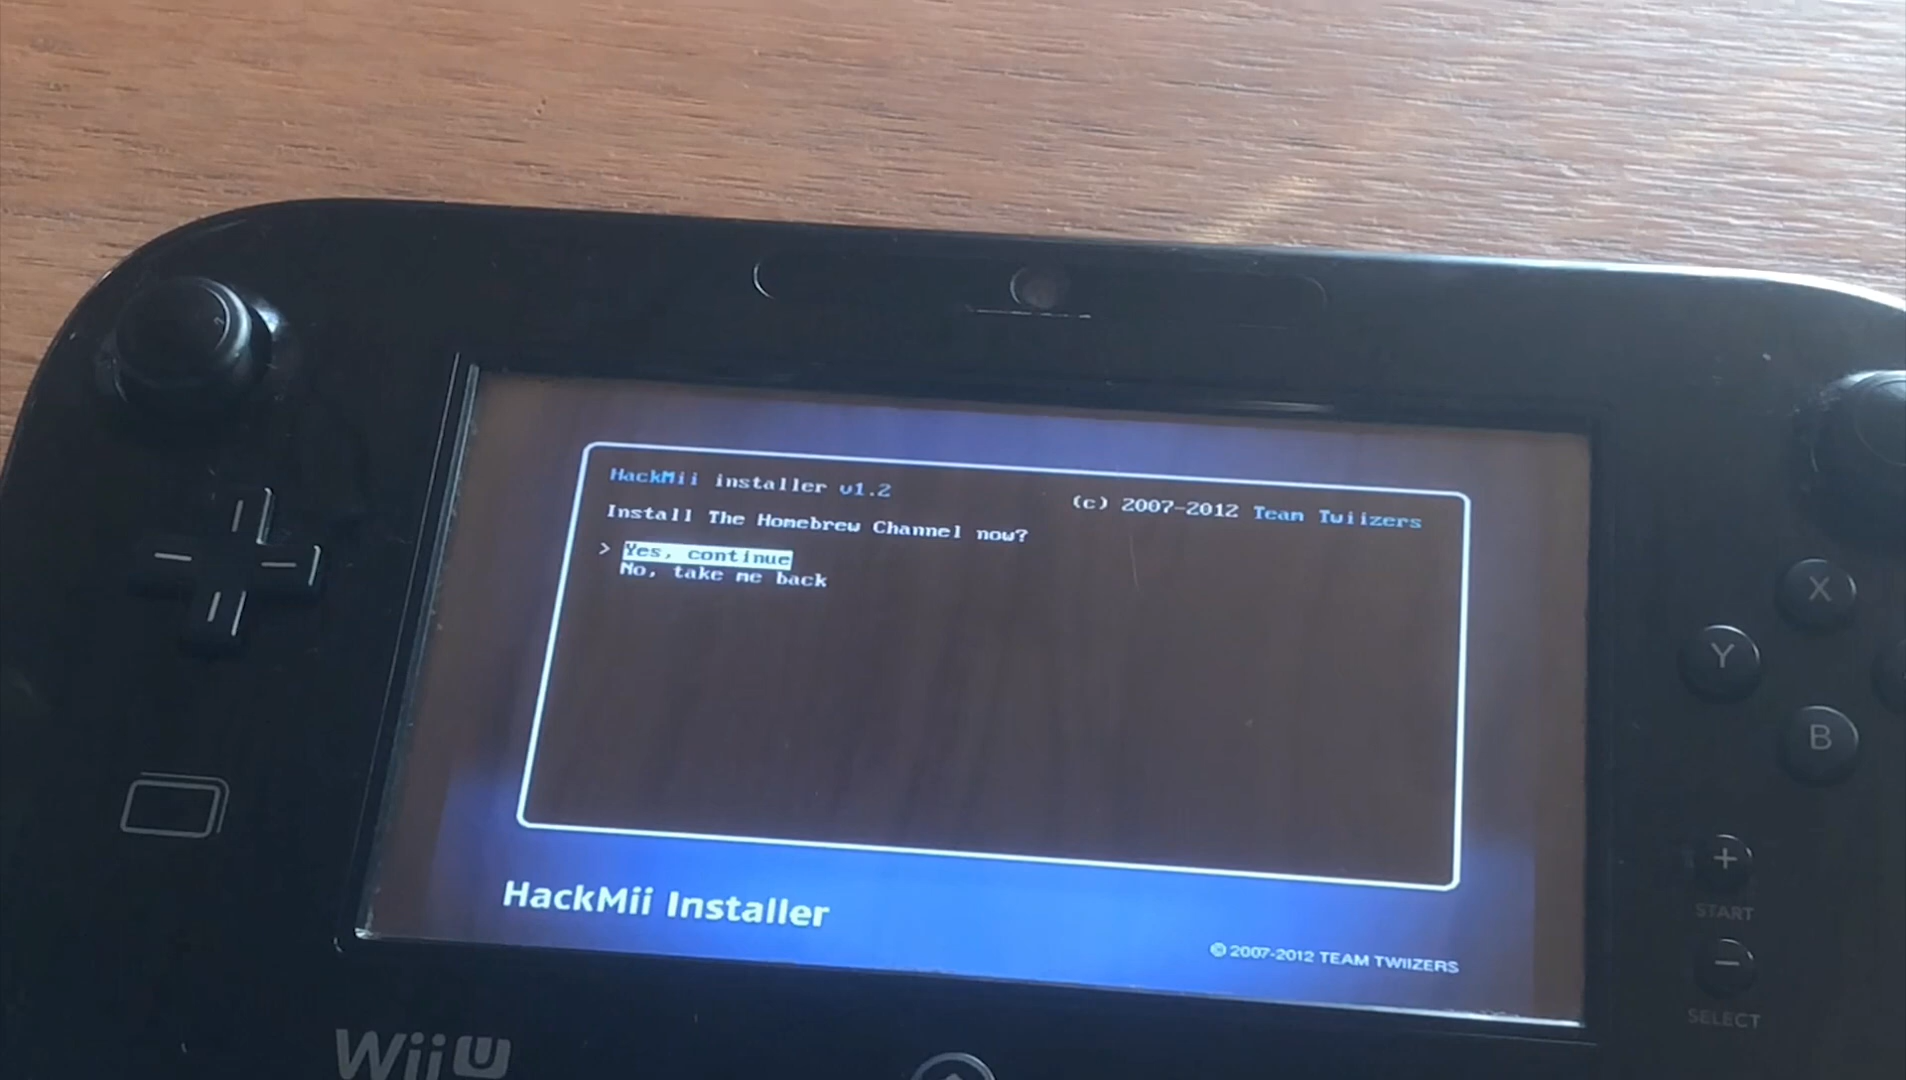 HackMii installer v1.2
(c) 2007-2012 Team Twiizers
Install The Homebrew Channel now?
> Yes, continue
No, take me back
HackMii Installer
© 2007-2012 TEAM TWIIZERS
X
Y
B
+
START
−
SELECT
Wii U